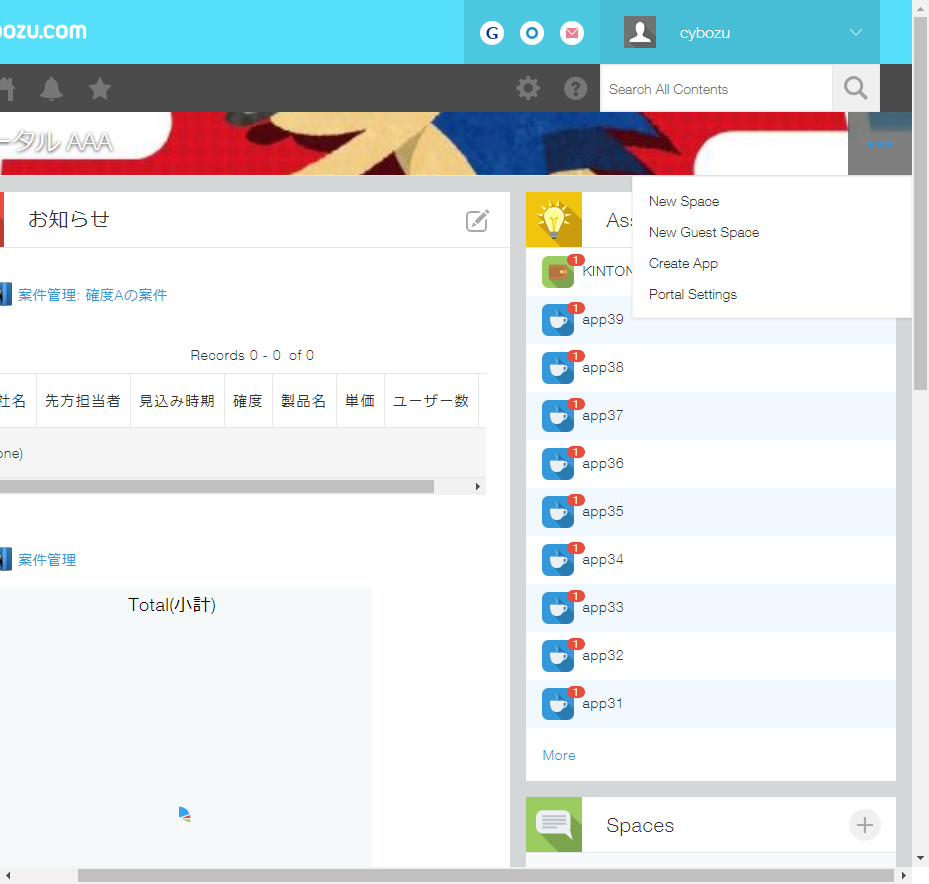 ozu.com
G
cybozu
Search All Contents
ータル AAA
New Space
New Guest Space
Create App
Portal Settings
お知らせ
案件管理: 確度Aの案件
Records 0 - 0 of 0
社名 先方担当者 見込み時期 確度 製品名 単価 ユーザー数
one)
案件管理
Total(小計)
Ass
1
KINTON
1
app39
1
app38
1
app37
1
app36
1
app35
1
app34
1
app33
1
app32
1
app31
More
Spaces